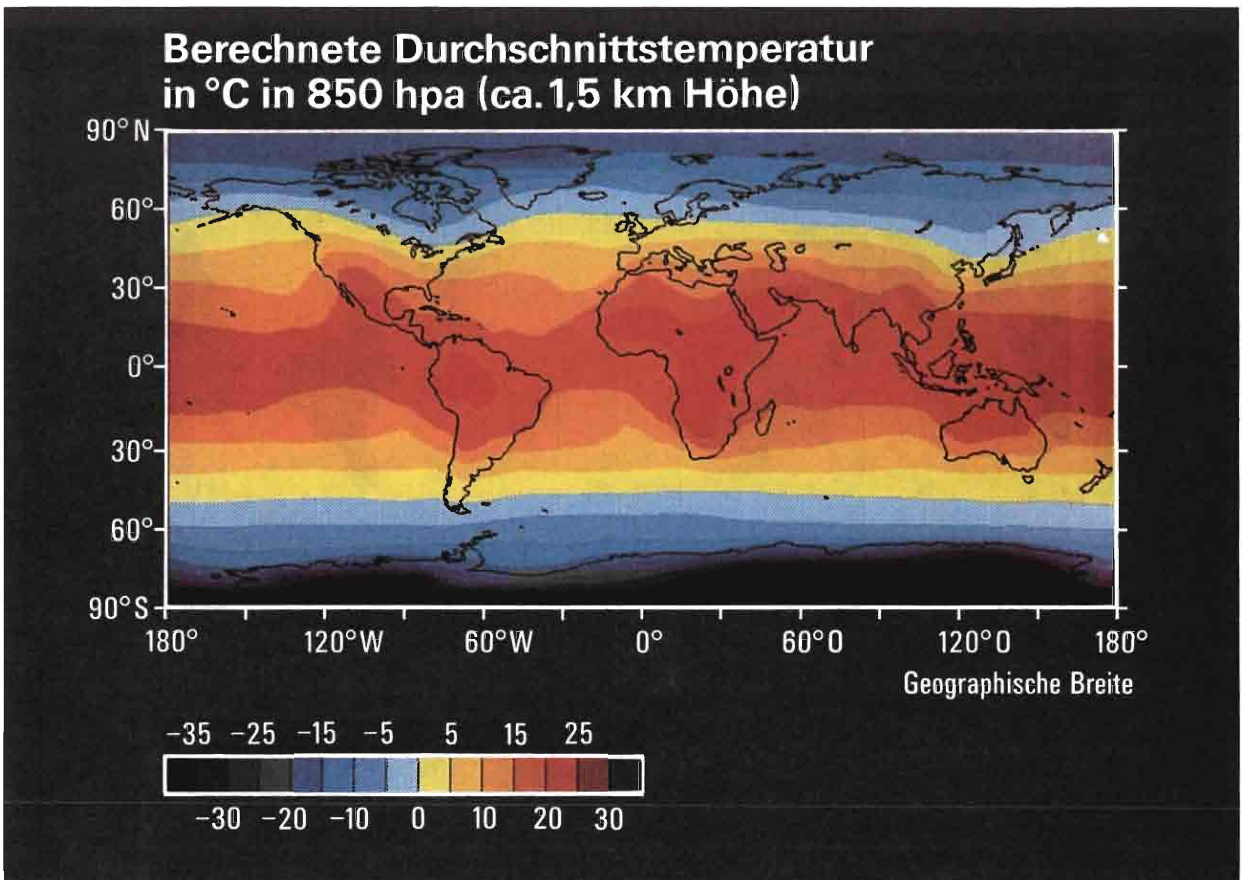 Berechnete Durchschnittstemperatur
in °C in 850 hpa (ca. 1,5 km Höhe)
90° N
60°
30°
0°
30°
60°
90° S
180° 120°W 60°W 0° 60°O 120°O 180°
Geographische Breite
-35 -25 -15 -5 5 15 25
-30 -20 -10 0 10 20 30